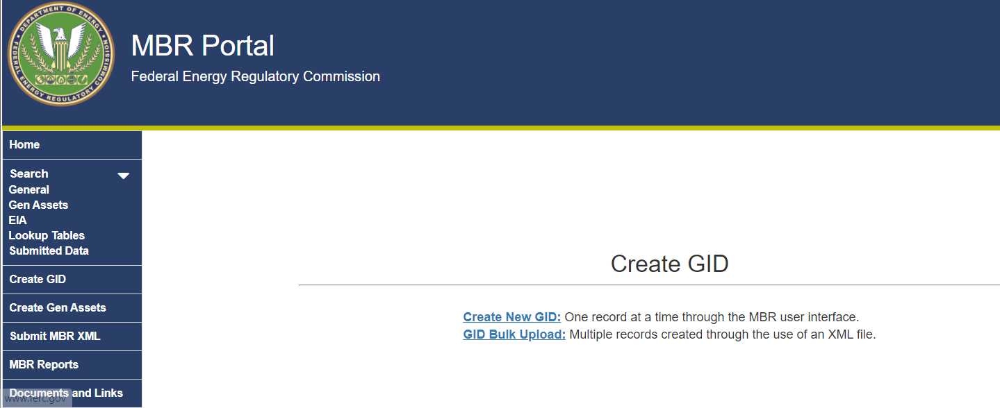 DEPARTMENT OF ENERGY
FEDERAL ENERGY REGULATORY COMMISSION
MBR Portal
Federal Energy Regulatory Commission
Home
Search
General
Gen Assets
EIA
Lookup Tables
Submitted Data
Create GID
Create Gen Assets
Submit MBR XML
MBR Reports
Documents and Links
www.ferc.gov
Create GID
Create New GID: One record at a time through the MBR user interface.
GID Bulk Upload: Multiple records created through the use of an XML file.